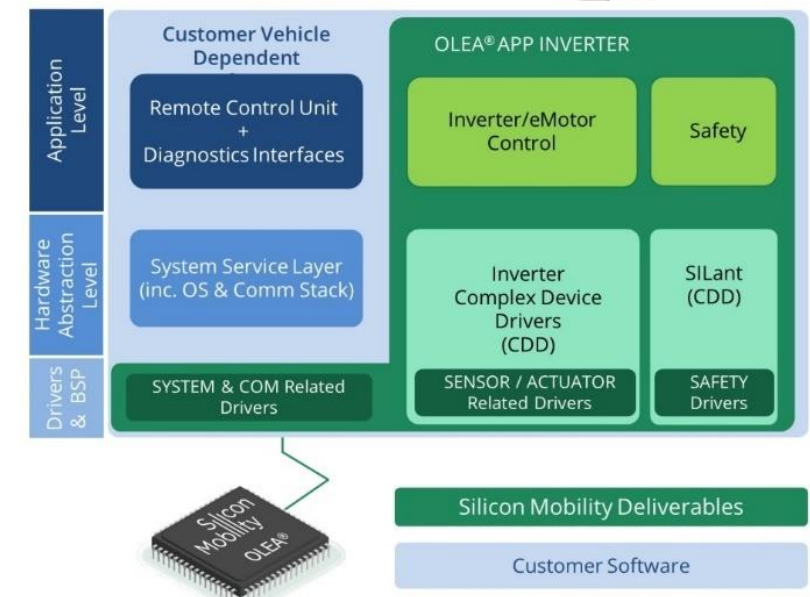 Application
Level
Hardware
Abstraction
Level
Drivers
& BSP
Customer Vehicle
Dependent
Remote Control Unit
+
Diagnostics Interfaces
System Service Layer
(inc. OS & Comm Stack)
SYSTEM & COM Related
Drivers
OLEA® APP INVERTER
Inverter/eMotor
Control
Safety
Inverter
Complex Device
Drivers
(CDD)
SILant
(CDD)
SENSOR / ACTUATOR
Related Drivers
SAFETY
Drivers
Silicon
Mobility
OLEA®
Silicon Mobility Deliverables
Customer Software